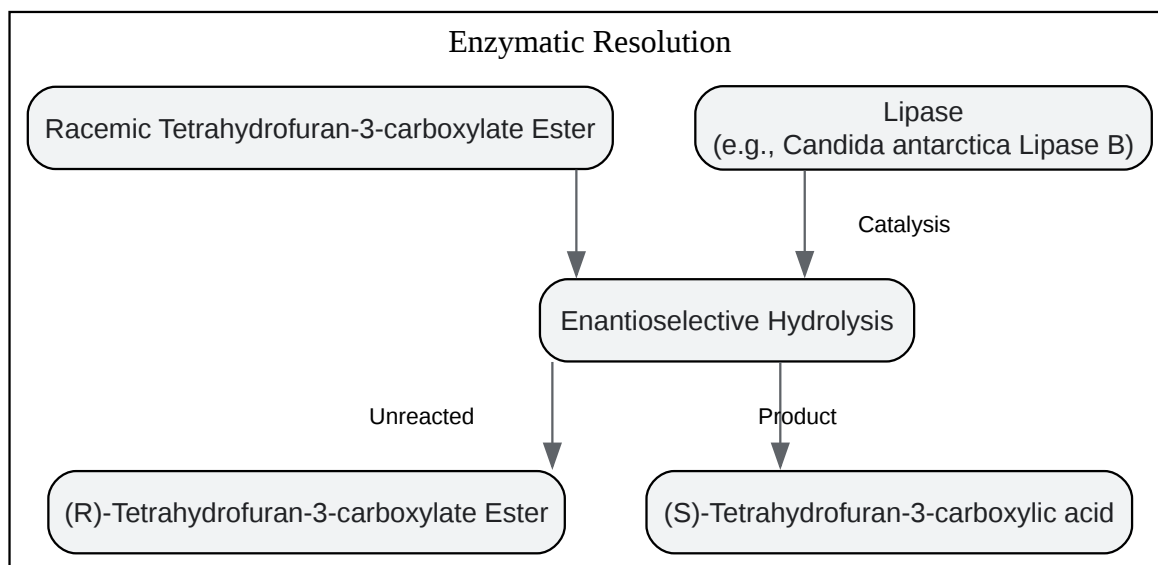 Enzymatic Resolution
Racemic Tetrahydrofuran-3-carboxylate Ester
Lipase
(e.g., Candida antarctica Lipase B)
Catalysis
Enantioselective Hydrolysis
Unreacted
Product
(R)-Tetrahydrofuran-3-carboxylate Ester
(S)-Tetrahydrofuran-3-carboxylic acid